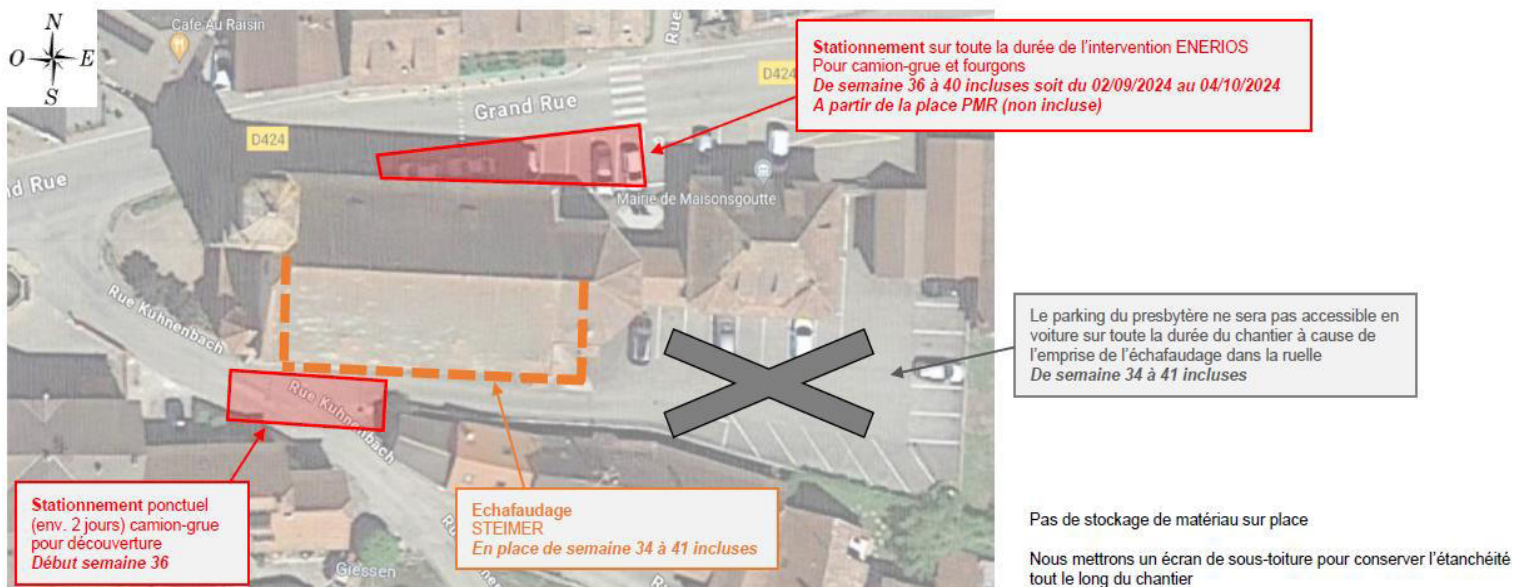 N
O E
S
Cafe Au Raisin
Rue
D424
Grand Rue
D424
nd Rue
Mairie de Maisonsgoutte
Rue Kuhnenbach
Rue Kuhnenbach
Giessen
Ru
Stationnement sur toute la durée de l'intervention ENERIOS
Pour camion-grue et fourgons
De semaine 36 à 40 incluses soit du 02/09/2024 au 04/10/2024
A partir de la place PMR (non incluse)
Le parking du presbytère ne sera pas accessible en
voiture sur toute la durée du chantier à cause de
l'emprise de l'échafaudage dans la ruelle
De semaine 34 à 41 incluses
Stationnement ponctuel
(env. 2 jours) camion-grue
pour découverture
Début semaine 36
Echafaudage
STEIMER
En place de semaine 34 à 41 incluses
Pas de stockage de matériau sur place
Nous mettrons un écran de sous-toiture pour conserver l'étanchéité
tout le long du chantier